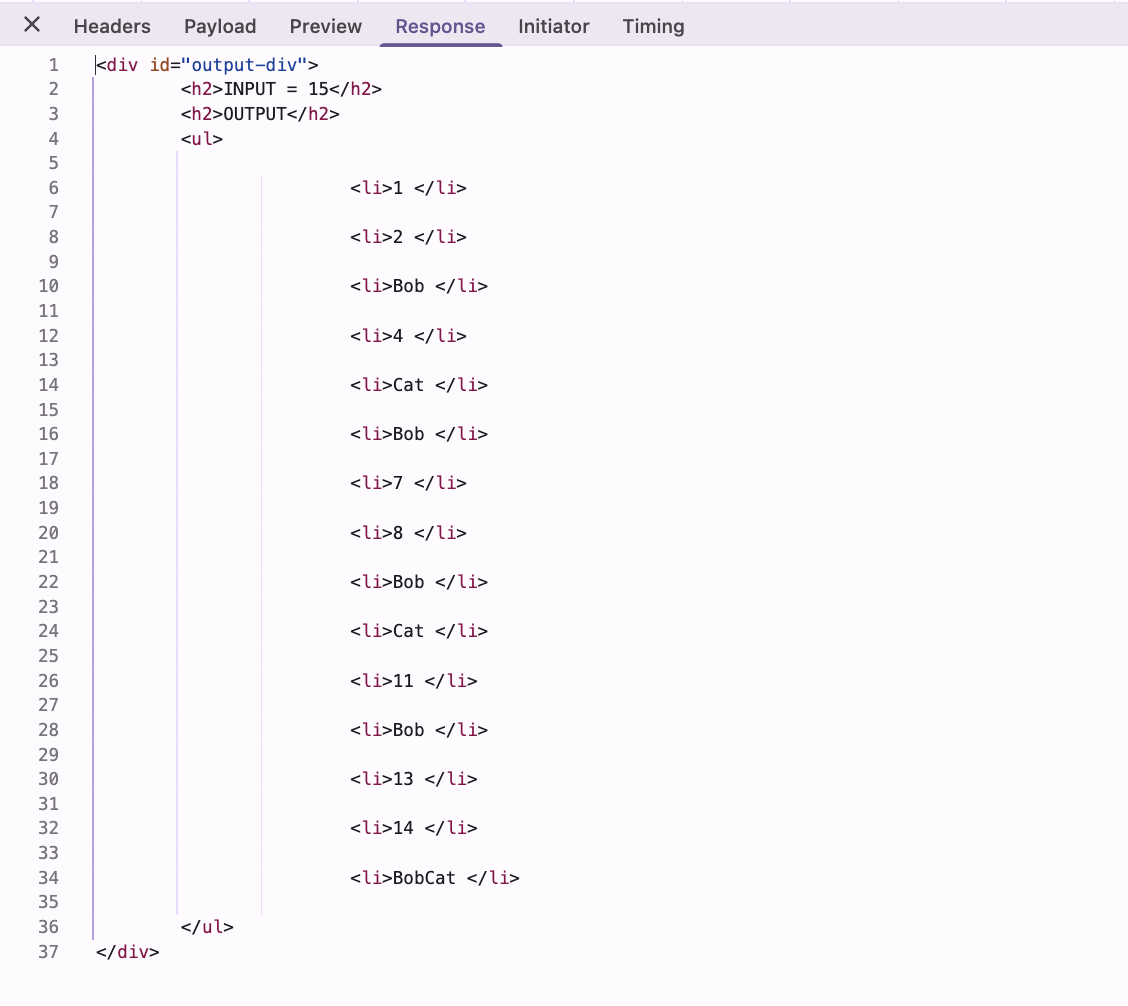 Headers Payload Preview Response Initiator Timing
1 <div id="output-div">
2 <h2>INPUT = 15</h2>
3 <h2>OUTPUT</h2>
4 <ul>
5
6 <li>1 </li>
7
8 <li>2 </li>
9
10 <li>Bob </li>
11
12 <li>4 </li>
13
14 <li>Cat </li>
15
16 <li>Bob </li>
17
18 <li>7 </li>
19
20 <li>8 </li>
21
22 <li>Bob </li>
23
24 <li>Cat </li>
25
26 <li>11 </li>
27
28 <li>Bob </li>
29
30 <li>13 </li>
31
32 <li>14 </li>
33
34 <li>BobCat </li>
35
36 </ul>
37 </div>